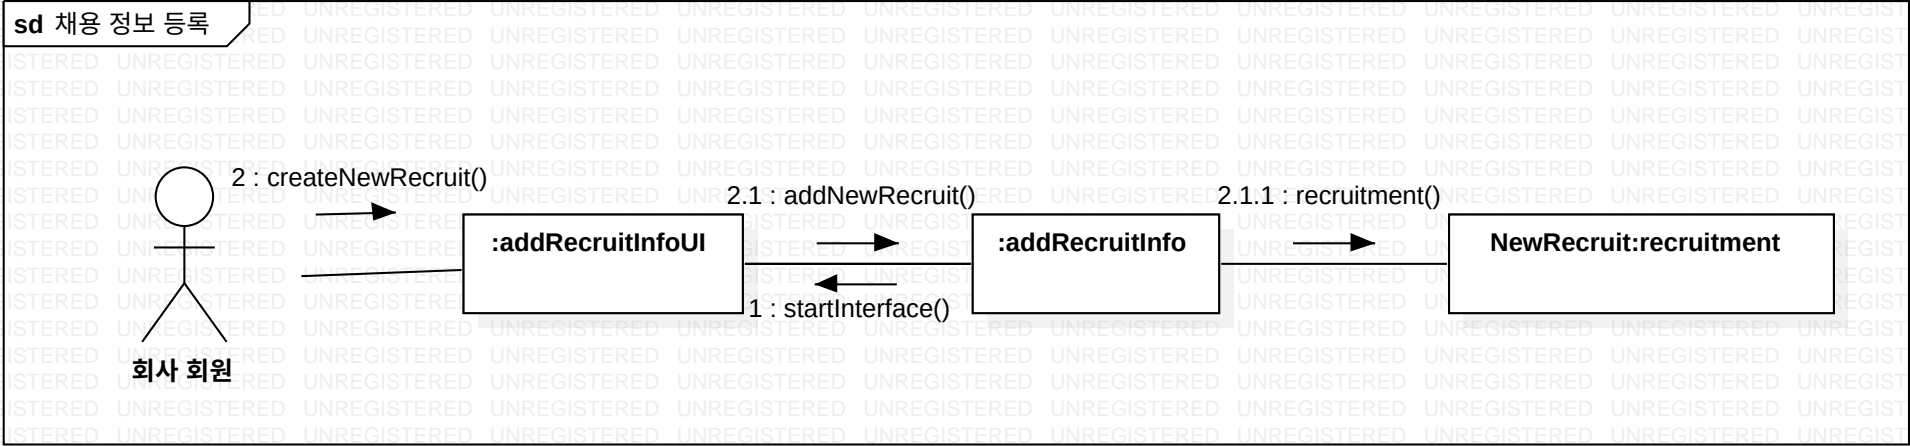 sd 채용 정보 등록
2 : createNewRecruit()
2.1 : addNewRecruit()
2.1.1 : recruitment()
:addRecruitInfoUI
:addRecruitInfo
NewRecruit:recruitment
1 : startInterface()
회사 회원
UNREGISTERED